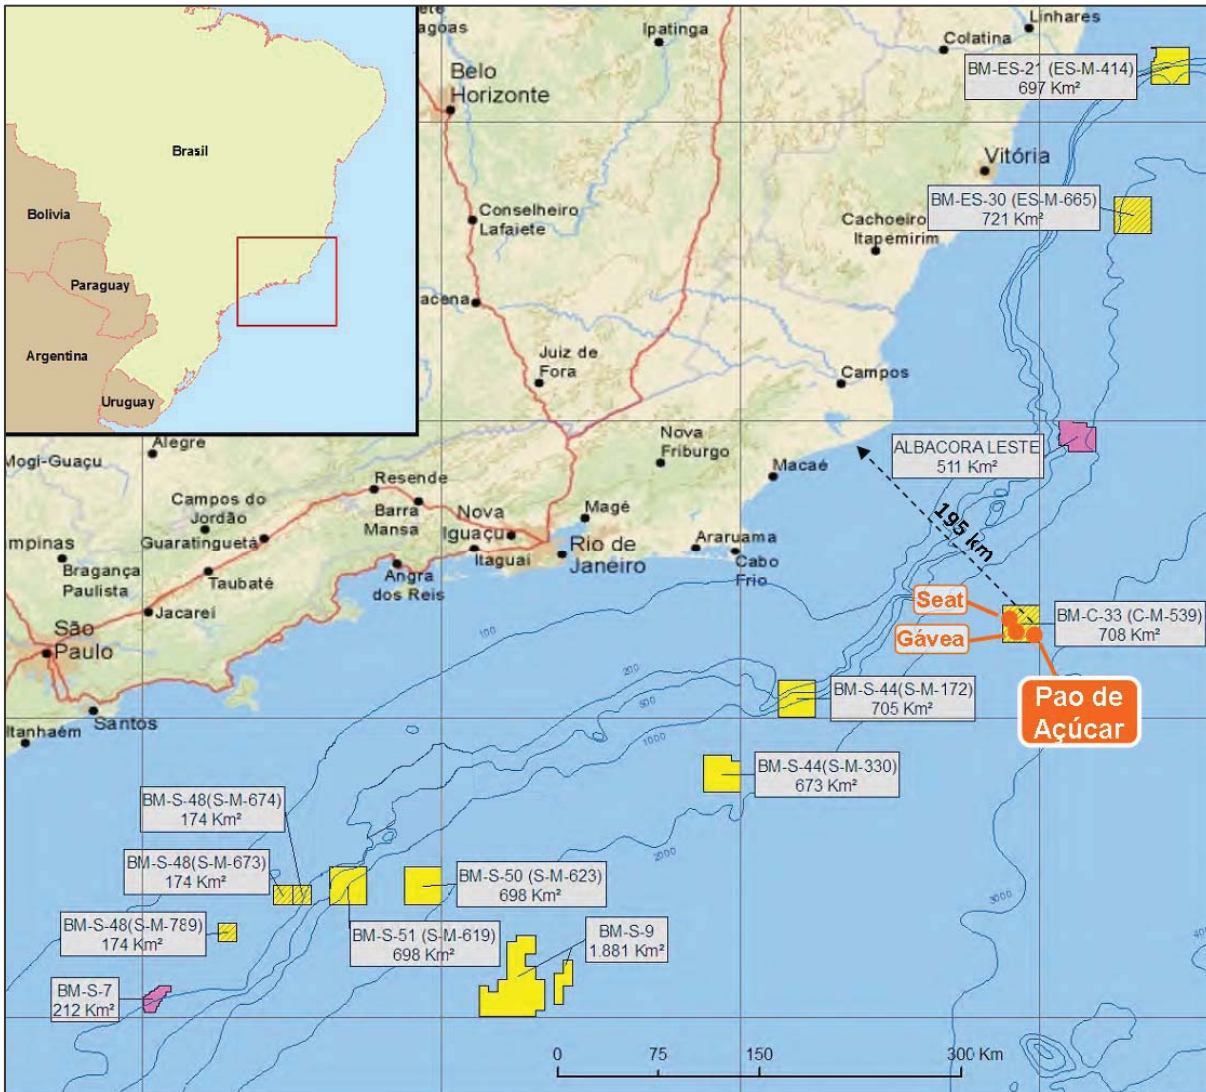 Brasil
Bolivia
Paraguay
Argentina
Uruguay
agoas
Ipatinga
Linhares
Colatina
Belo
Horizonte
BM-ES-21 (ES-M-414)
697 Km²
Vitória
BM-ES-30 (ES-M-665)
721 Km²
Conselheiro
Lafaiete
Cachoeiro
Itapemirim
acena
Juiz de
Fora
Campos
Alegre
Mogi-Guaçu
Nova
Friburgo
Macaé
ALBACORA LESTE
511 Km²
Resende
Barra
Mansa
Campos do
Jordão
Guaratinguetá
Nova
Iguaçu
Magé
195 km
mpinas
Bragança
Paulista
Taubaté
Itaguaí
Rio de
Janeiro
Araruama
Cabo
Frio
Angra
dos Reis
Jacareí
São
Paulo
Seat
Gávea
BM-C-33 (C-M-539)
708 Km²
Pao de
Açúcar
100
200
500
1000
2000
3000
Santos
Itanhaém
BM-S-44(S-M-172)
705 Km²
BM-S-44(S-M-330)
673 Km²
BM-S-48(S-M-674)
174 Km²
BM-S-48(S-M-673)
174 Km²
BM-S-50 (S-M-623)
698 Km²
BM-S-48(S-M-789)
174 Km²
BM-S-51 (S-M-619)
698 Km²
BM-S-9
1.881 Km²
BM-S-7
212 Km²
0 75 150 300 Km